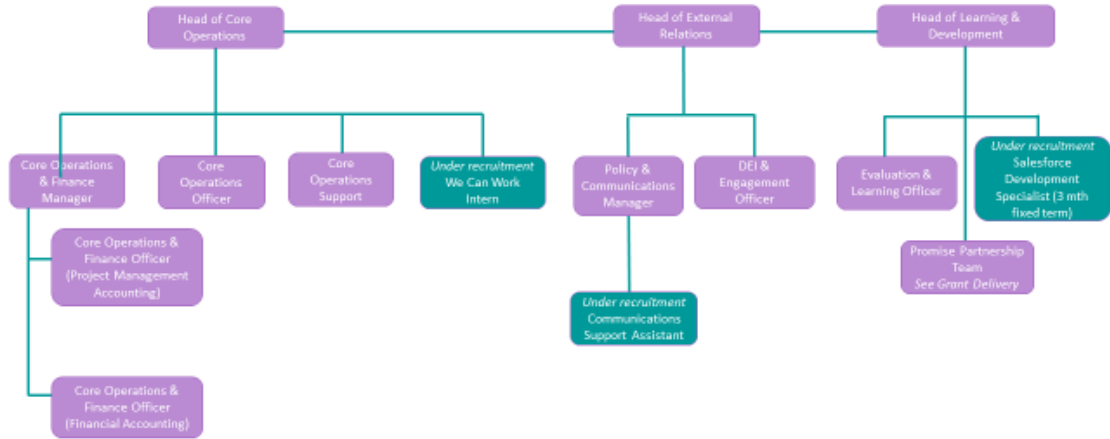 Head of Core
Operations
Head of External
Relations
Head of Learning &
Development
Core Operations
& Finance
Manager
Core
Operations
Officer
Core
Operations
Support
Under recruitment
We Can Work
Intern
Policy &
Communications
Manager
DEI &
Engagement
Officer
Evaluation &
Learning Officer
Under recruitment
Salesforce
Development
Specialist (3 mth
fixed term)
Core Operations &
Finance Officer
(Project Management
Accounting)
Promise Partnership
Team
See Grant Delivery
Under recruitment
Communications
Support Assistant
Core Operations &
Finance Officer
(Financial Accounting)